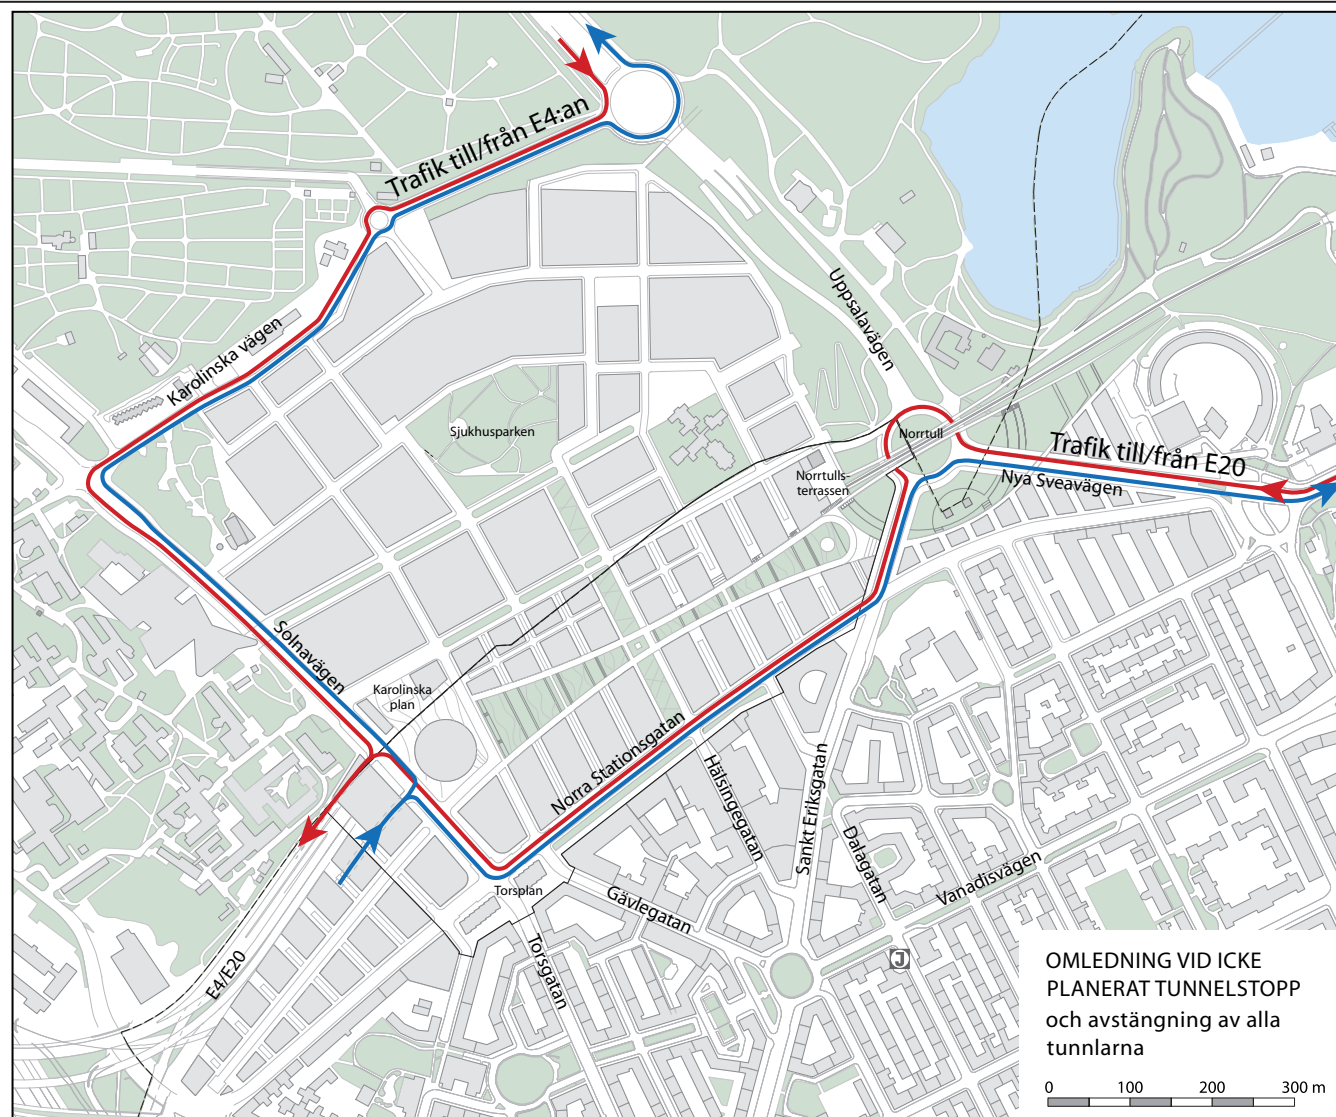 Trafik till/från E4:an
Uppsalavägen
Karolinska vägen
Sjukhusparken
Norrtull
Trafik till/från E20
Norrtulls-
terrassen
Nya Sveavägen
Solnavägen
Karolinska
plan
Norra Stationsgatan
Hälsingegatan
Sankt Eriksgatan
Dalagatan
Vanadisvägen
Torsplan
Gävlegatan
Torsgatan
E4/E20
J
OMLEDNING VID ICKE
PLANERAT TUNNELSTOPP
och avstängning av alla
tunnlarna
0 100 200 300 m